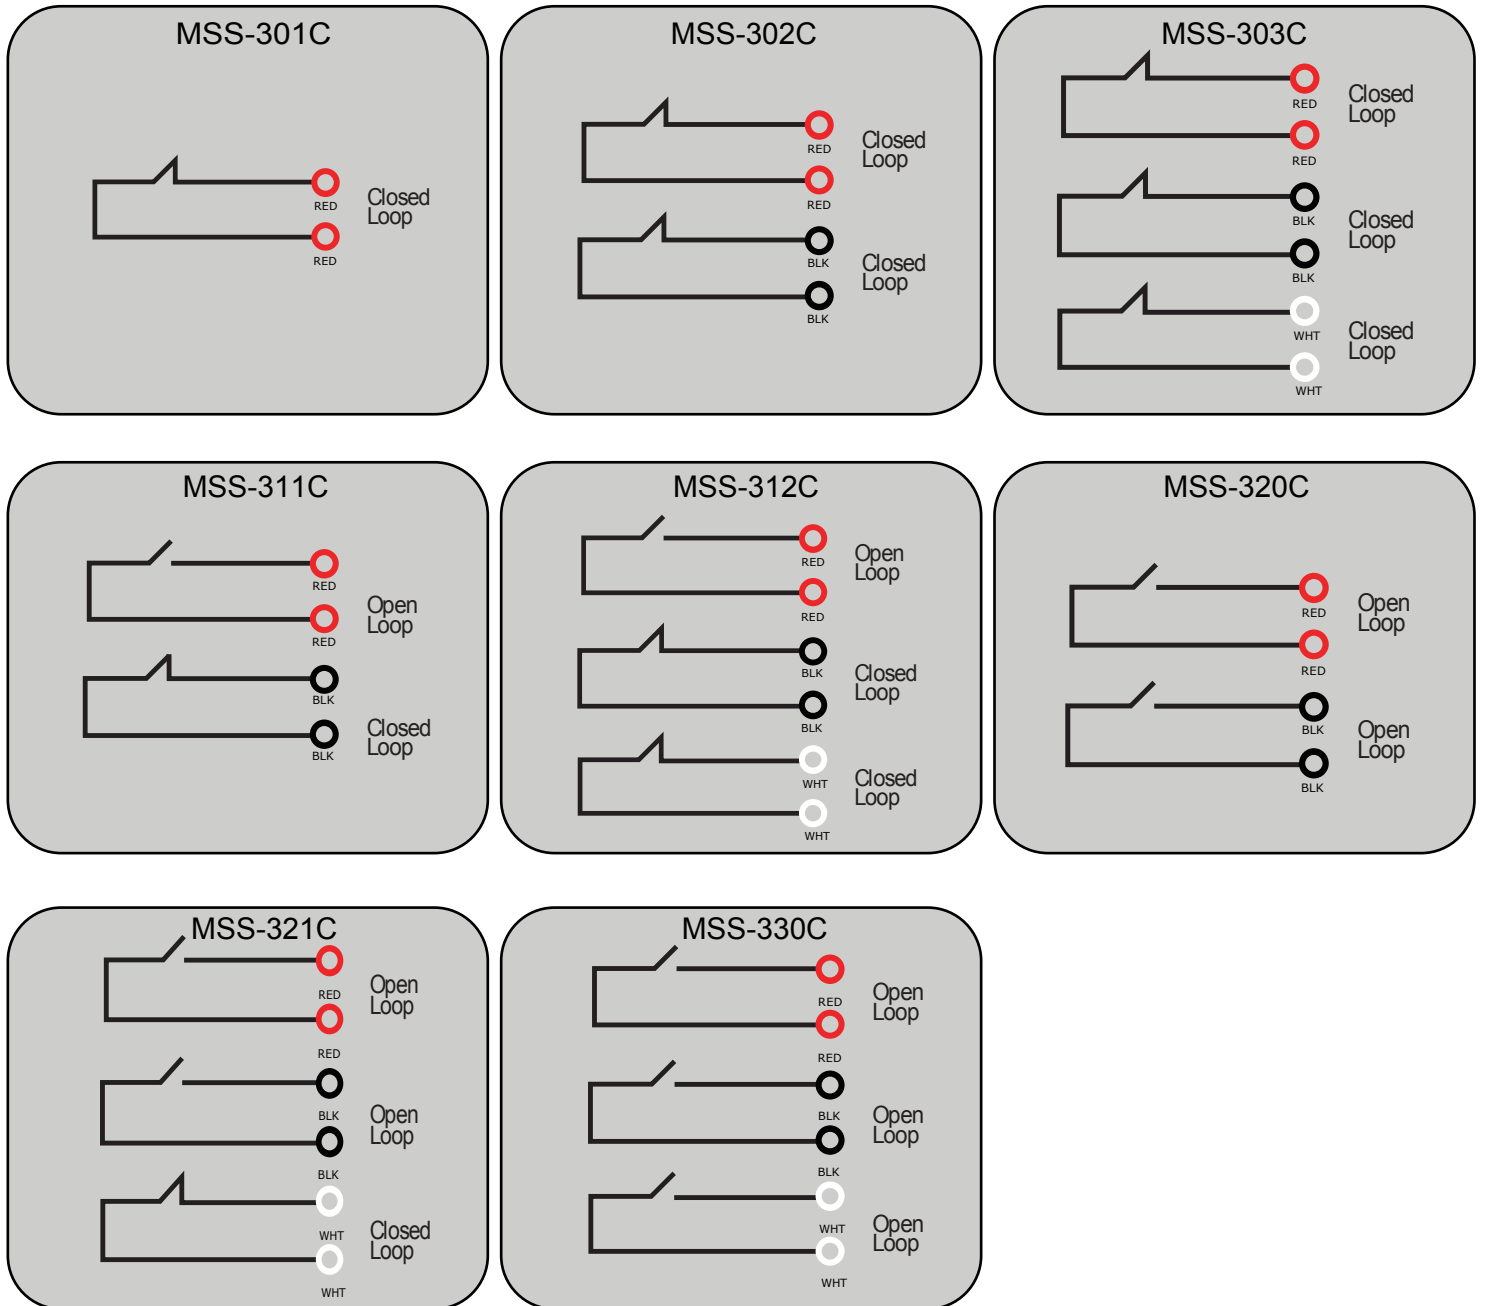 MSS-301C
RED
RED
Closed
Loop
MSS-302C
RED
RED
Closed
Loop
BLK
BLK
Closed
Loop
MSS-303C
RED
RED
Closed
Loop
BLK
BLK
Closed
Loop
WHT
WHT
Closed
Loop
MSS-311C
RED
RED
Open
Loop
BLK
BLK
Closed
Loop
MSS-312C
RED
RED
Open
Loop
BLK
BLK
Closed
Loop
WHT
WHT
Closed
Loop
MSS-320C
RED
RED
Open
Loop
BLK
BLK
Open
Loop
MSS-321C
RED
RED
Open
Loop
BLK
BLK
Open
Loop
WHT
WHT
Closed
Loop
MSS-330C
RED
RED
Open
Loop
BLK
BLK
Open
Loop
WHT
WHT
Open
Loop